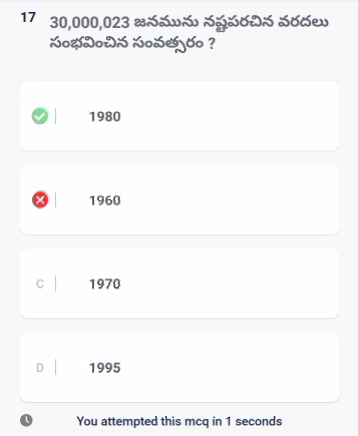 17 30,000,023 జనమును నష్టపరచిన వరదలు
సంభవించిన సంవత్సరం ?
1980
1960
C 1970
D 1995
You attempted this mcq in 1 seconds